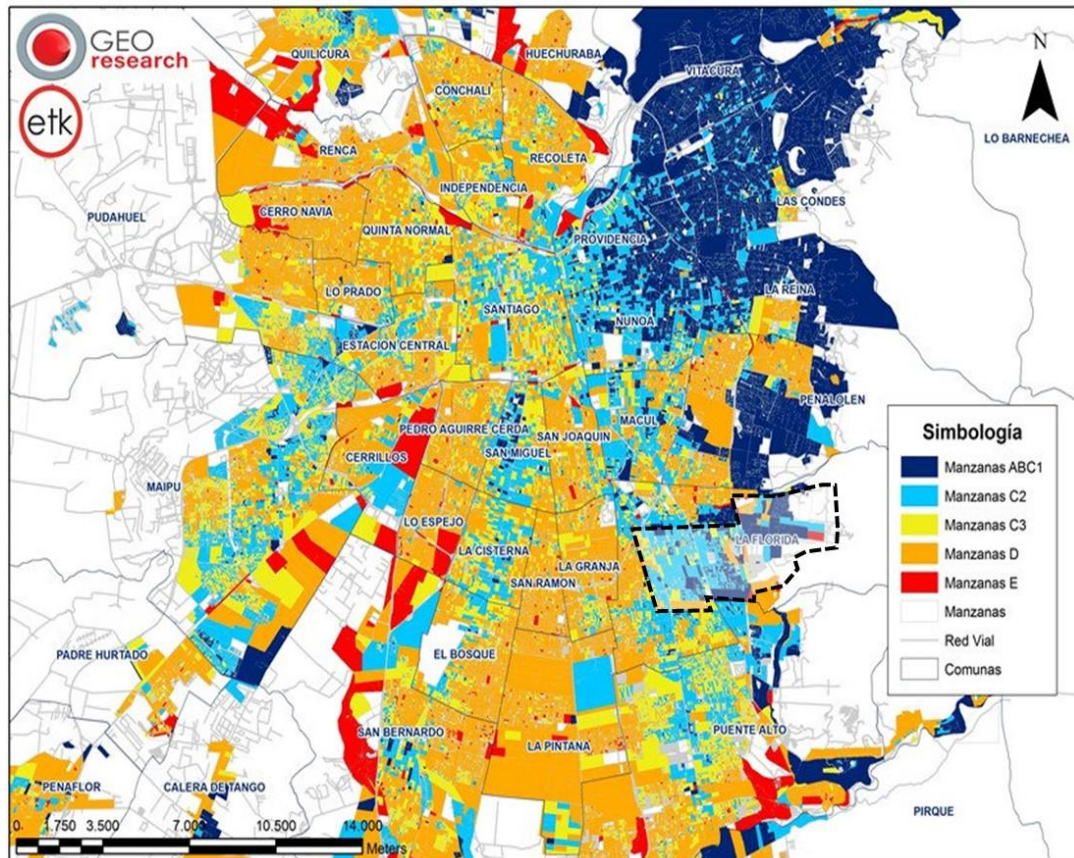 GEO
research
etk
N
QUILICURA
HUECHURABA
VITACURA
CONCHALI
LO BARNECHEA
RENCA
RECOLETA
INDEPENDENCIA
LAS CONDES
PUDAHUEL
CERRO NAVIA
QUINTA NORMAL
PROVIDENCIA
LO PRADO
LA REINA
SANTIAGO
NUNOA
ESTACION CENTRAL
PENALOLEN
PEDRO AGUIRRE CERDA
SAN JOAQUIN
MACUL
SAN MIGUEL
CERRILLOS
MAIPU
LO ESPEJO
LA FLORIDA
LA CISTERNA
LA GRANJA
SAN RAMON
EL BOSQUE
PADRE HURTADO
SAN BERNARDO
PUENTE ALTO
LA PINTANA
PENAFLOR
CALERA DE TANGO
PIRQUE
Simbología
Manzanas ABC1
Manzanas C2
Manzanas C3
Manzanas D
Manzanas E
Manzanas
Red Vial
Comunas
0 1.750 3.500 7.000 10.500 14.000
Meters